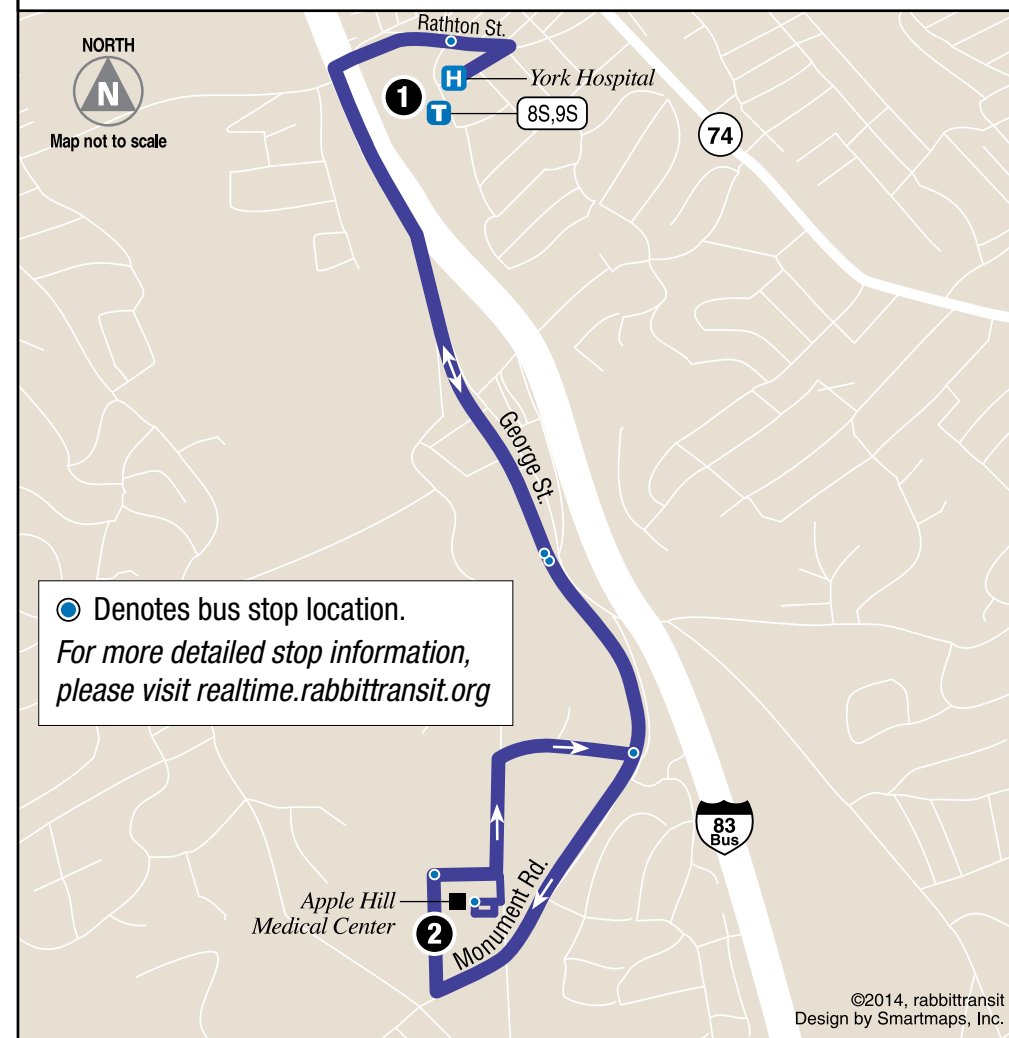 Rathton St.
NORTH
N
Map not to scale
H
York Hospital
1
T
8S,9S
74
George St.
Denotes bus stop location.
For more detailed stop information,
please visit realtime.rabbittransit.org
83
Bus
Monument Rd.
Apple Hill
Medical Center
2
©2014, rabbittransit
Design by Smartmaps, Inc.